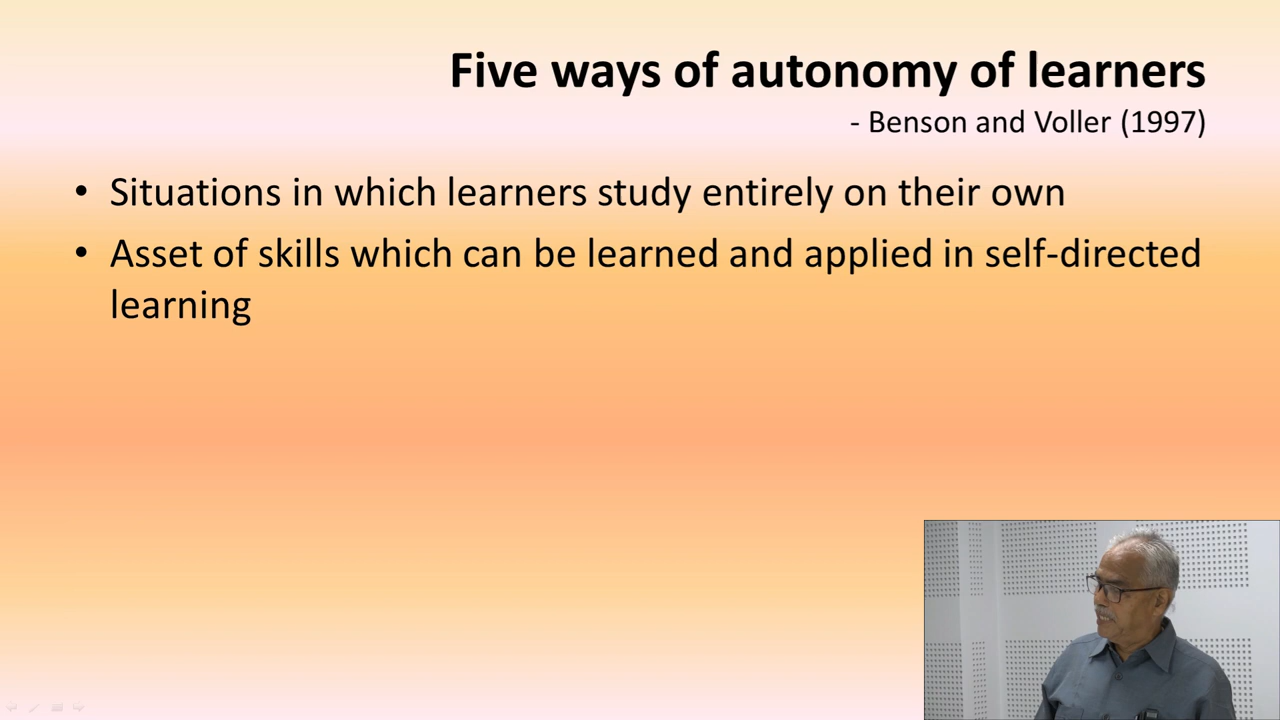 Five ways of autonomy of learners
- Benson and Voller (1997)
• Situations in which learners study entirely on their own
• Asset of skills which can be learned and applied in self-directed
learning